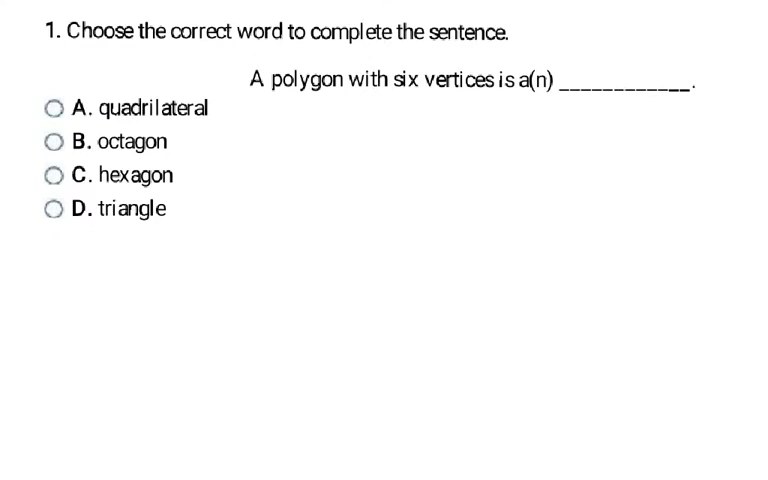 1. Choose the correct word to complete the sentence.
A polygon with six vertices is a(n) ____________.
A. quadrilateral
B. octagon
C. hexagon
D. triangle